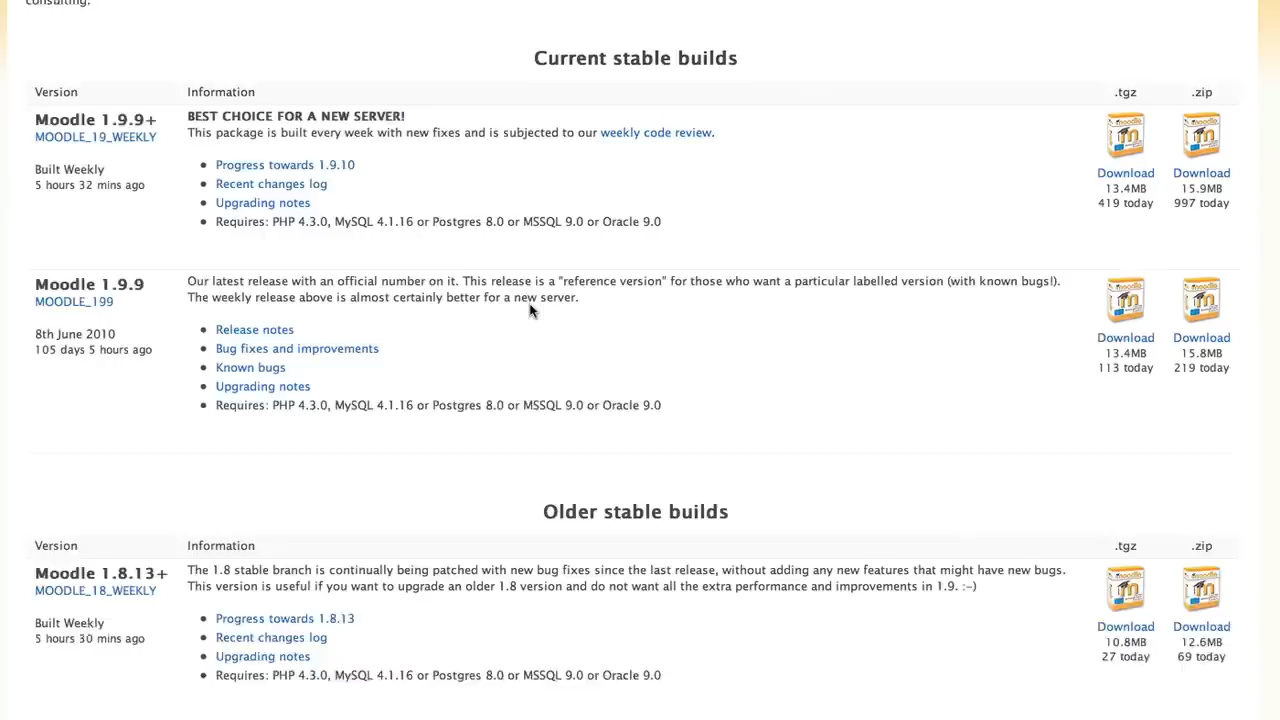 consulting.
Current stable builds
Version Information .tgz .zip
Moodle 1.9.9+
MOODLE_19_WEEKLY
Built Weekly
5 hours 32 mins ago
BEST CHOICE FOR A NEW SERVER!
This package is built every week with new fixes and is subjected to our weekly code review.
• Progress towards 1.9.10
• Recent changes log
• Upgrading notes
• Requires: PHP 4.3.0, MySQL 4.1.16 or Postgres 8.0 or MSSQL 9.0 or Oracle 9.0
moodle
Download
13.4MB
419 today
moodle
Download
15.9MB
997 today
Moodle 1.9.9
MOODLE_199
8th June 2010
105 days 5 hours ago
Our latest release with an official number on it. This release is a "reference version" for those who want a particular labelled version (with known bugs!).
The weekly release above is almost certainly better for a new server.
• Release notes
• Bug fixes and improvements
• Known bugs
• Upgrading notes
• Requires: PHP 4.3.0, MySQL 4.1.16 or Postgres 8.0 or MSSQL 9.0 or Oracle 9.0
moodle
Download
13.4MB
113 today
moodle
Download
15.8MB
219 today
Older stable builds
Version Information .tgz .zip
Moodle 1.8.13+
MOODLE_18_WEEKLY
Built Weekly
5 hours 30 mins ago
The 1.8 stable branch is continually being patched with new bug fixes since the last release, without adding any new features that might have new bugs.
This version is useful if you want to upgrade an older 1.8 version and do not want all the extra performance and improvements in 1.9. :-)
• Progress towards 1.8.13
• Recent changes log
• Upgrading notes
• Requires: PHP 4.3.0, MySQL 4.1.16 or Postgres 8.0 or MSSQL 9.0 or Oracle 9.0
moodle
Download
10.8MB
27 today
moodle
Download
12.6MB
69 today